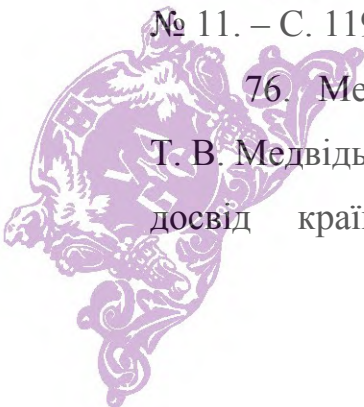 № 11. – С. 119
76. Ме
Т. В. Медвідь
досвід краї